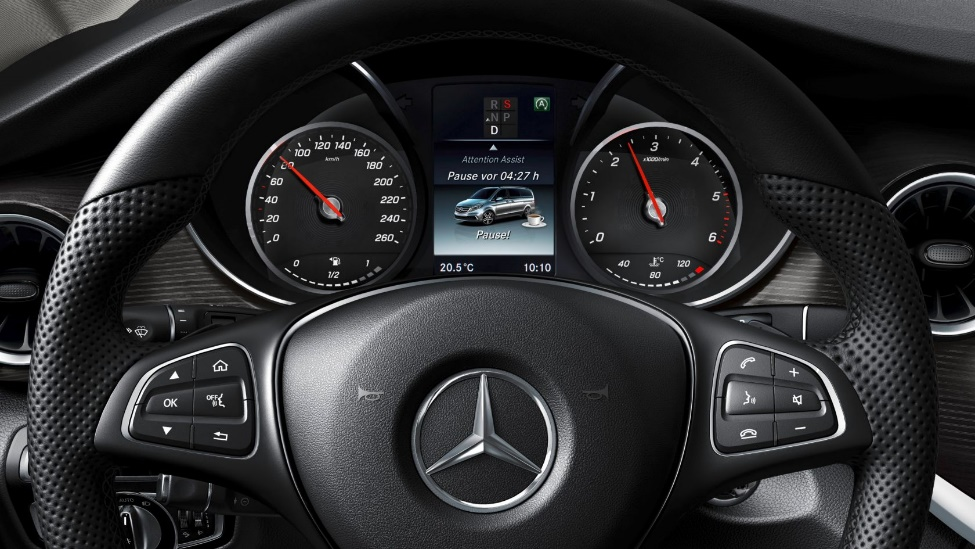 R S
N P
D
A
Attention Assist
Pause vor 04:27 h
Pause!
20.5°C 10:10
0
20
40
60
80
100
120
140
160
180
200
220
240
260
km/h
0 1/2 1
0
1
2
3
4
5
6
x1000/min
°C
40 80 120
OK
OFF
+
−
AUTO